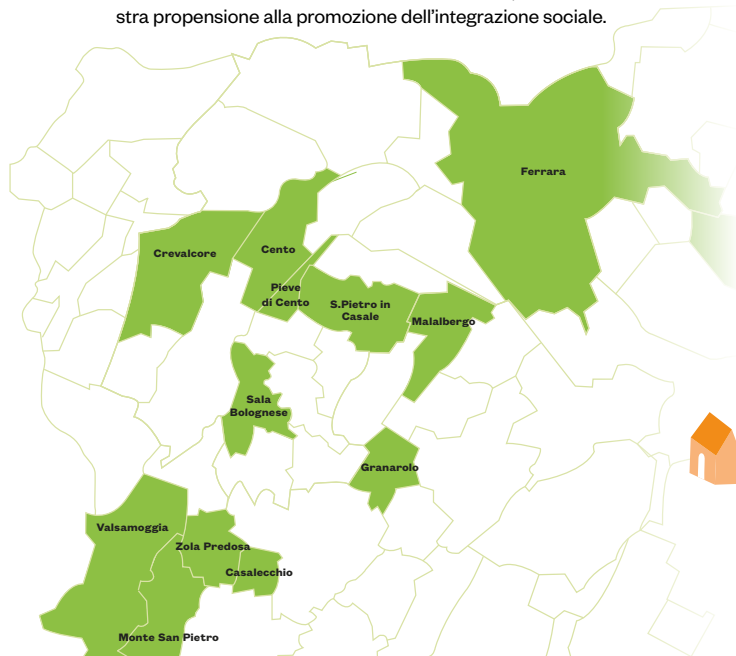 stra propensione alla promozione dell'integrazione sociale.
Ferrara
Cento
Crevalcore
Pieve
di Cento
S.Pietro in
Casale
Malalbergo
Sala
Bolognese
Granarolo
Valsamoggia
Zola Predosa
Casalecchio
Monte San Pietro